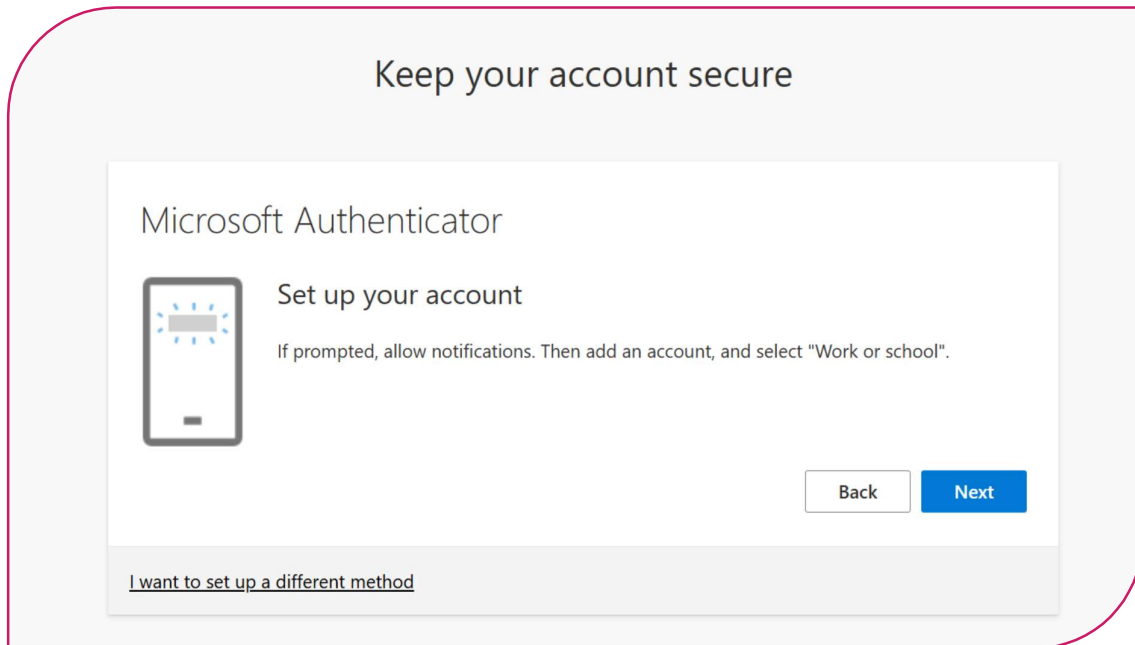 Keep your account secure
Microsoft Authenticator
Set up your account
If prompted, allow notifications. Then add an account, and select "Work or school".
Back
Next
I want to set up a different method